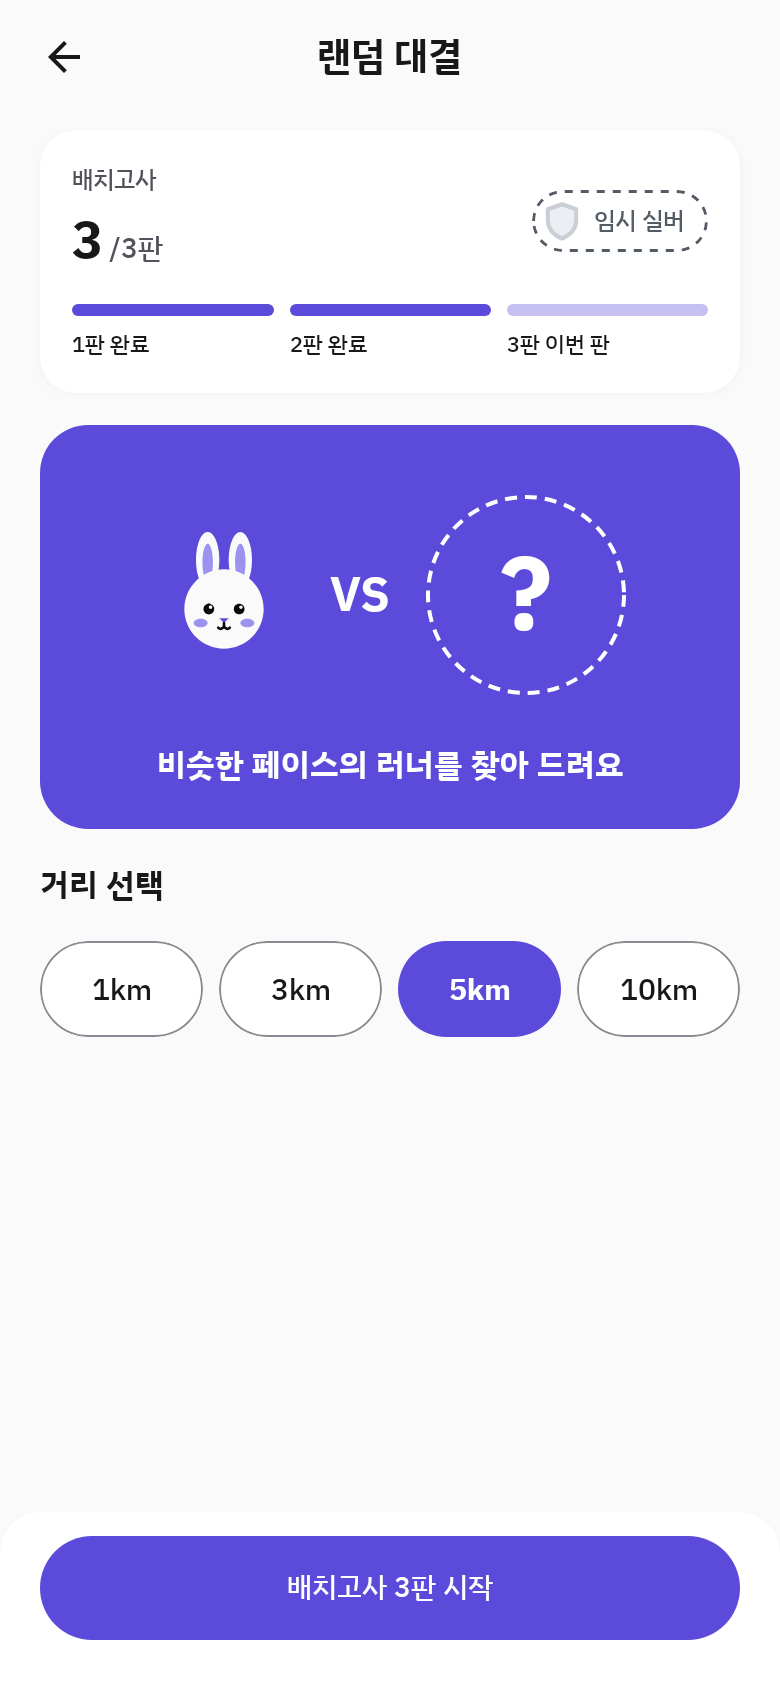 랜덤 대결
배치고사
3 /3판
임시 실버
1판 완료
2판 완료
3판 이번 판
VS
?
비슷한 페이스의 러너를 찾아 드려요
거리 선택
1km
3km
5km
10km
배치고사 3판 시작